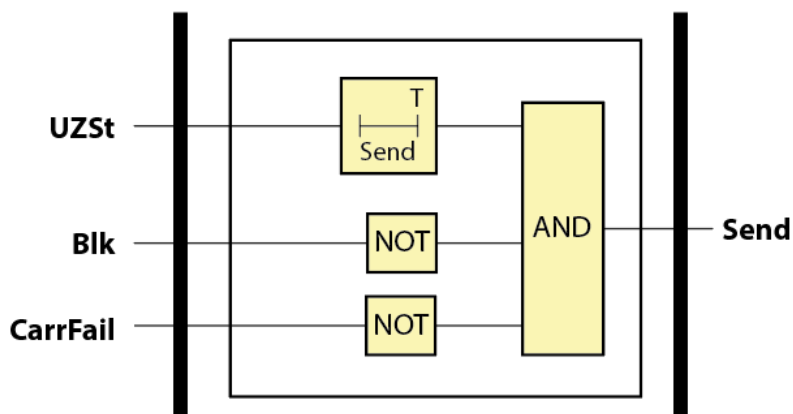 T
UZSt
Send
Blk
NOT
AND
Send
CarrFail
NOT